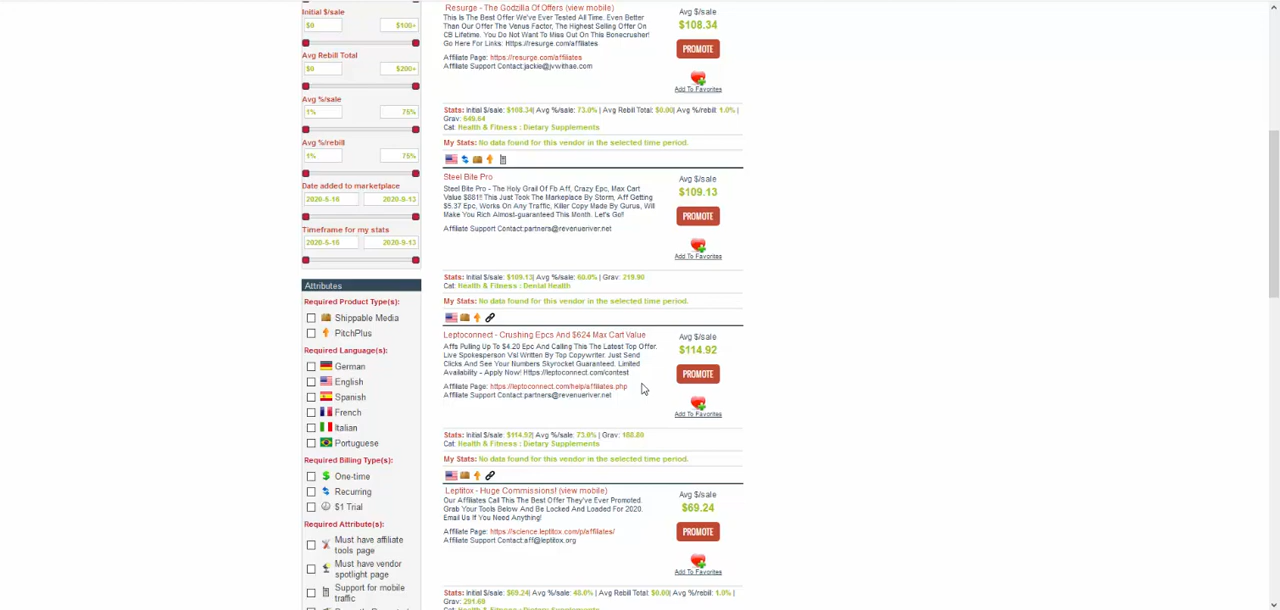 Initial $/sale
$0 $100+
Avg Rebill Total
$0 $200+
Avg %/sale
1% 75%
Avg %/rebill
1% 75%
Date added to marketplace
2020-5-16 2020-9-13
Timeframe for my stats
2020-5-16 2020-9-13
Attributes
Required Product Type(s):
Shippable Media
PitchPlus
Required Language(s):
German
English
Spanish
French
Italian
Portuguese
Required Billing Type(s):
One-time
Recurring
$1 Trial
Required Attribute(s):
Must have affiliate
tools page
Must have vendor
spotlight page
Support for mobile
traffic
Resurge - The Godzilla Of Offers (view mobile)
This Is The Best Offer We've Ever Tested All Time. Even Better
Than Our Offer The Venus Factor, The Highest Selling Offer On
CB Lifetime. You Do Not Want To Miss Out On This Bonecrusher!
Go Here For Links: Https://resurge.com/affiliates
Affiliate Page: https://resurge.com/affiliates
Affiliate Support Contact:jackie@jvwithae.com
Avg $/sale
$108.34
PROMOTE
Add To Favorites
Stats: Initial $/sale: $108.34| Avg %/sale: 73.0% | Avg Rebill Total: $0.00| Avg %/rebill: 1.0% |
Grav: 649.64
Cat: Health & Fitness : Dietary Supplements
My Stats: No data found for this vendor in the selected time period.
Steel Bite Pro
Steel Bite Pro - The Holy Grail Of Fb Aff, Crazy Epc, Max Cart
Value $881!! This Just Took The Marketplace By Storm, Aff Getting
$5.37 Epc, Works On Any Traffic, Killer Copy Made By Gurus, Will
Make You Rich Almost-guaranteed This Month. Let's Go!!
Affiliate Support Contact:partners@revenueriver.net
Avg $/sale
$109.13
PROMOTE
Add To Favorites
Stats: Initial $/sale: $109.13| Avg %/sale: 60.0% | Grav: 219.90
Cat: Health & Fitness : Dental Health
My Stats: No data found for this vendor in the selected time period.
Leptoconnect - Crushing Epcs And $624 Max Cart Value
Affs Pulling Up To $4.20 Epc And Calling This The Latest Top Offer.
Live Spokesperson Vsl Written By Top Copywriter. Just Send
Clicks And See Your Numbers Skyrocket Guaranteed. Limited
Availability - Apply Now! Https://leptoconnect.com/contest
Affiliate Page: https://leptoconnect.com/help/affiliates.php
Affiliate Support Contact:partners@revenueriver.net
Avg $/sale
$114.92
PROMOTE
Add To Favorites
Stats: Initial $/sale: $114.92| Avg %/sale: 73.0% | Grav: 188.80
Cat: Health & Fitness : Dietary Supplements
My Stats: No data found for this vendor in the selected time period.
Leptitox - Huge Commissions! (view mobile)
Our Affiliates Call This The Best Offer They've Ever Promoted.
Grab Your Tools Below And Be Locked And Loaded For 2020.
Email Us If You Need Anything!
Affiliate Page: https://science.leptitox.com/p/affiliates/
Affiliate Support Contact:aff@leptitox.org
Avg $/sale
$69.24
PROMOTE
Add To Favorites
Stats: Initial $/sale: $69.24| Avg %/sale: 48.0% | Avg Rebill Total: $0.00| Avg %/rebill: 1.0% |
Grav: 291.69